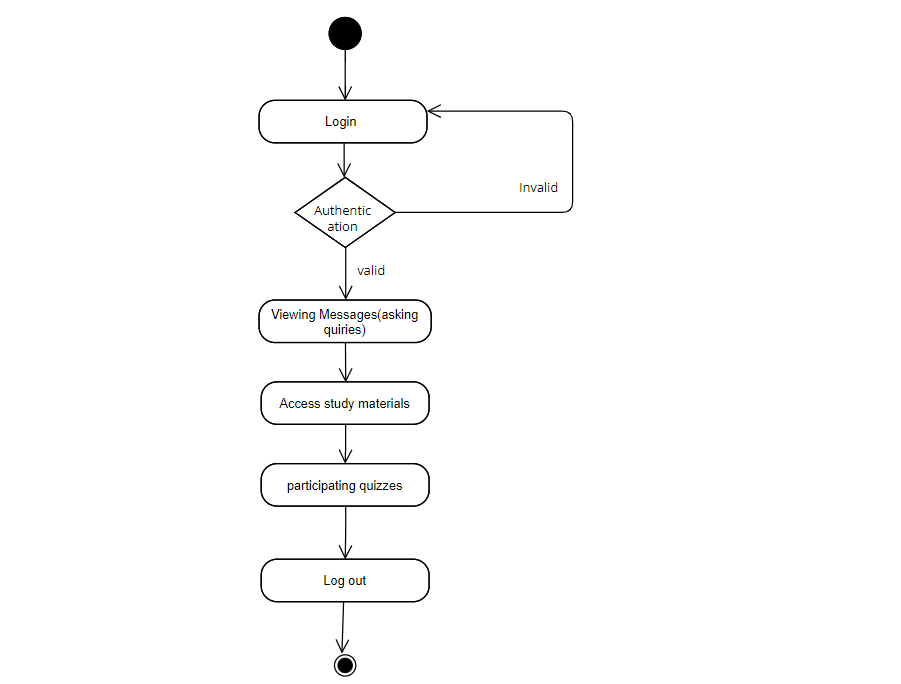 Login
Invalid
Authentic
ation
valid
Viewing Messages(asking
quiries)
Access study materials
participating quizzes
Log out